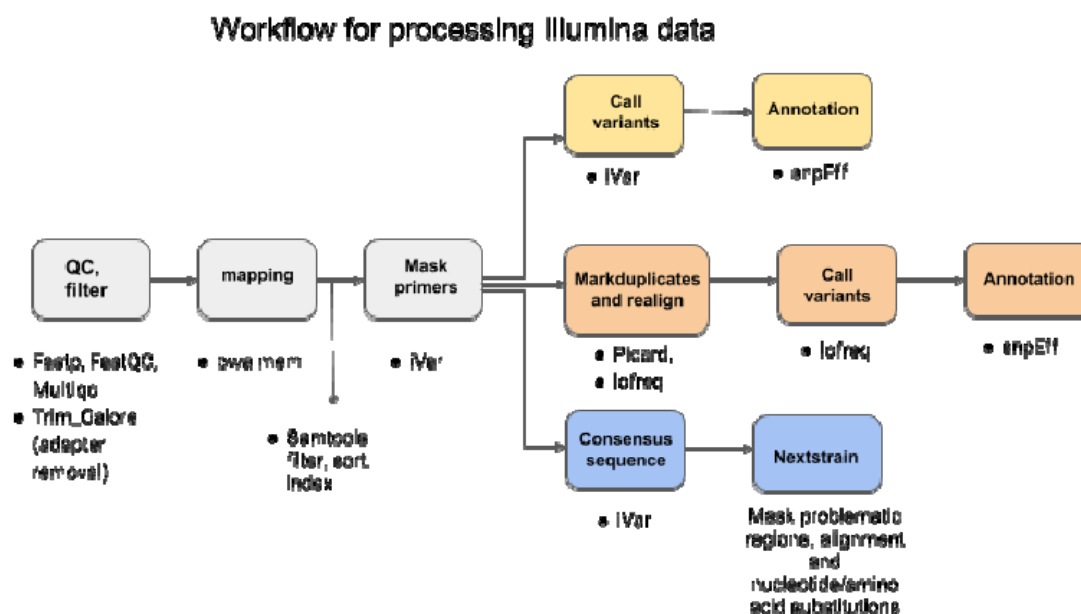 Workflow for processing Illumina data
Call
variants
Annotation
iVar
snpEff
QC,
filter
mapping
Mask
primers
Markduplicates
and realign
Call
variants
Annotation
Fastp, FastQC,
Multiqc
Trim_Galore
(adapter
removal)
bwa mem
iVar
Picard,
lofreq
lofreq
snpEff
Samtools
filter, sort,
index
Consensus
sequence
Nextstrain
iVar
Mask problematic
regions, alignment
and
nucleotide/amino
acid substitutions